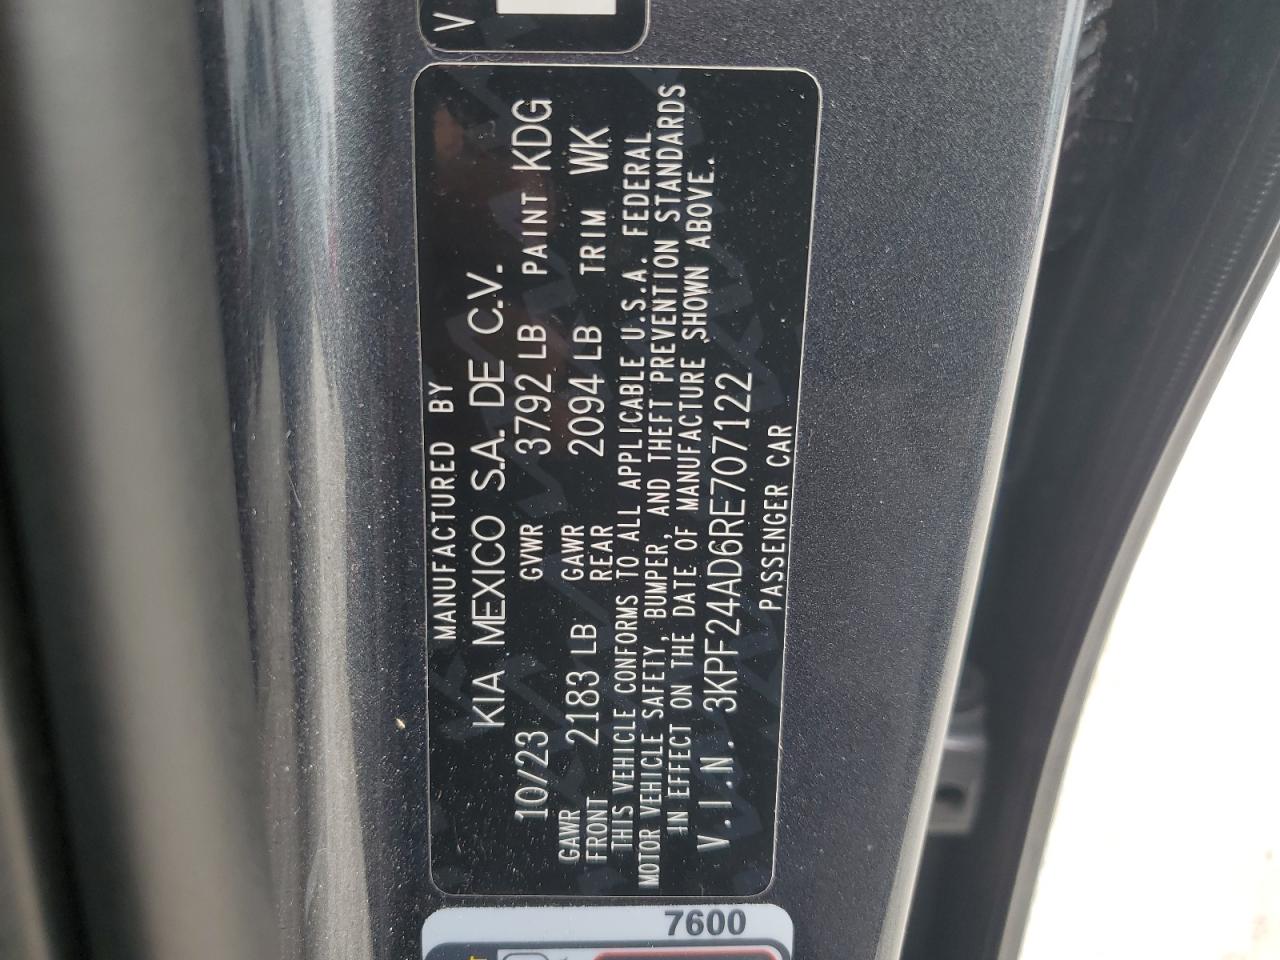 V
MANUFACTURED BY
KIA MEXICO S.A. DE C.V.
10/23 GVWR 3792 LB PAINT KDG
GAWR FRONT 2183 LB GAWR REAR 2094 LB TRIM WK
THIS VEHICLE CONFORMS TO ALL APPLICABLE U.S.A. FEDERAL
MOTOR VEHICLE SAFETY, BUMPER, AND THEFT PREVENTION STANDARDS
IN EFFECT ON THE DATE OF MANUFACTURE SHOWN ABOVE.
V.I.N. 3KPF24AD6RE707122
PASSENGER CAR
7600